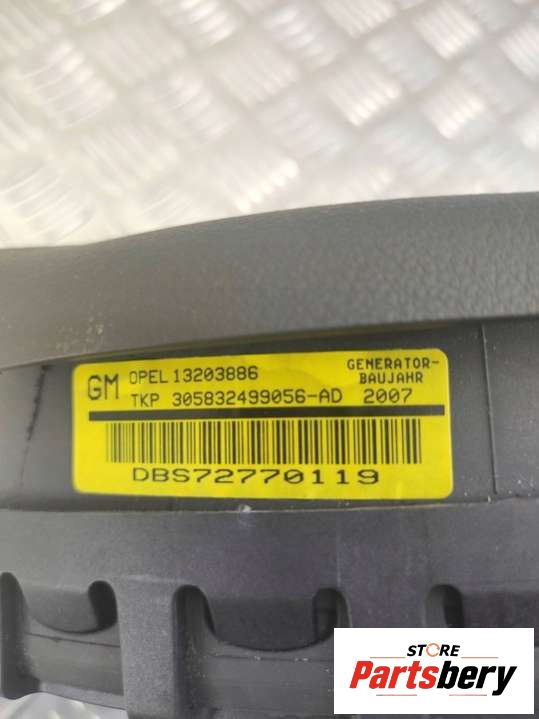 GM OPEL 13203886 GENERATOR-
BAUJAHR
TKP 305832499056-AD 2007
DBS72770119
STORE
Partsbery